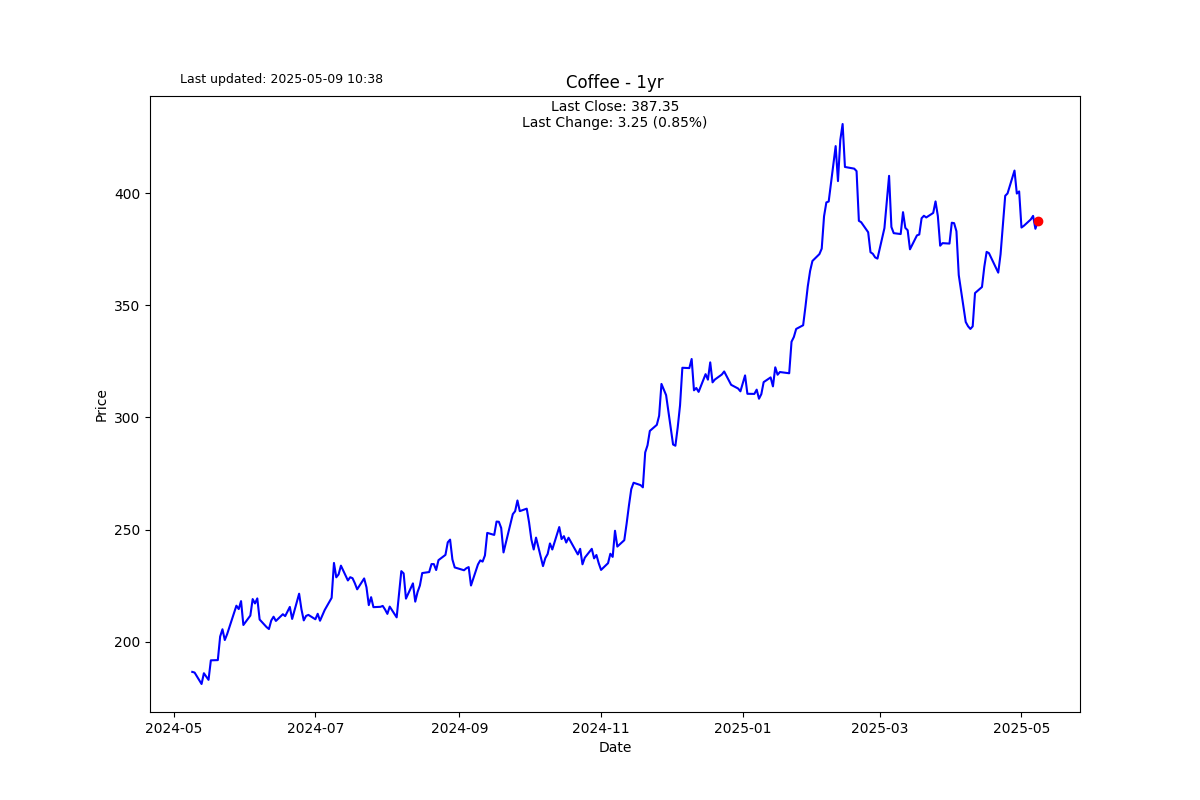 Last updated: 2025-05-09 10:38
Coffee - 1yr
Last Close: 387.35
Last Change: 3.25 (0.85%)
400
350
300
250
200
Price
2024-05 2024-07 2024-09 2024-11 2025-01 2025-03 2025-05
Date